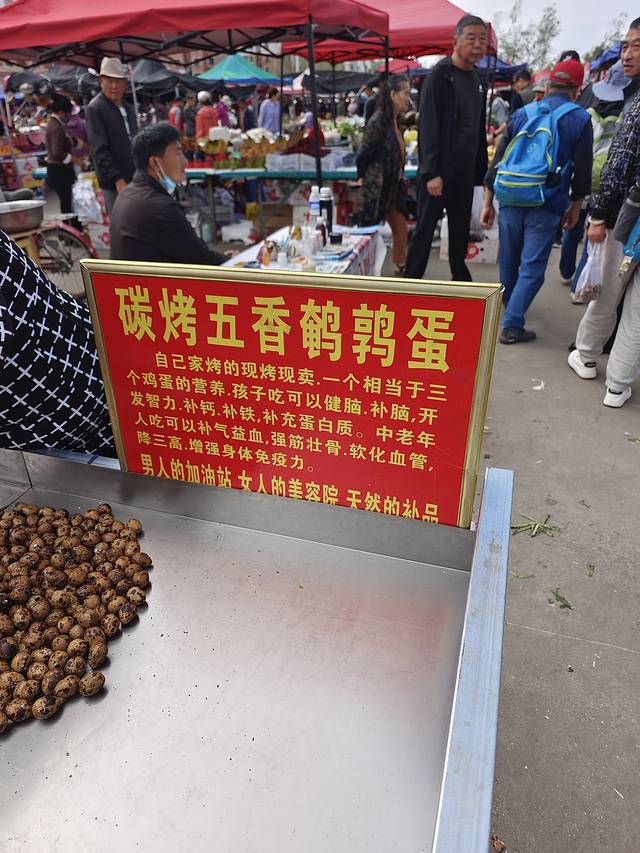 碳烤五香鹌鹑蛋
自己家烤的现烤现卖.一个相当于三
个鸡蛋的营养.孩子吃可以健脑.补脑,开
发智力.补钙.补铁,补充蛋白质。中老年
人吃可以补气益血,强筋壮骨.软化血管,
降三高.增强身体免疫力。
男人的加油站 女人的美容院 天然的补品